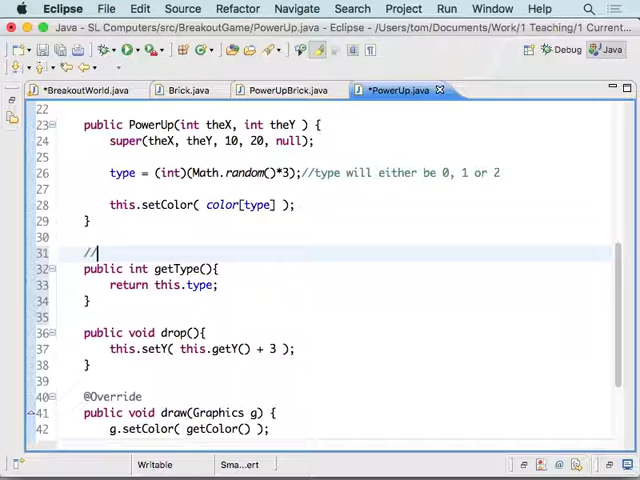 Eclipse File Edit Source Refactor Navigate Search Project Run Window Help
Java - SL Computers/src/BreakoutGame/PowerUp.java - Eclipse - /Users/tom/Documents/Work/1 Teaching/1 Current...
Debug Java
*BreakoutWorld.java Brick.java PowerUpBrick.java *PowerUp.java
22
23 public PowerUp(int theX, int theY ) {
24 super(theX, theY, 10, 20, null);
25
26 type = (int)(Math.random()*3);//type will either be 0, 1 or 2
27
28 this.setColor( color[type] );
29 }
30
31 //
32 public int getType(){
33 return this.type;
34 }
35
36 public void drop(){
37 this.setY( this.getY() + 3 );
38 }
39
40 @Override
41 public void draw(Graphics g) {
42 g.setColor( getColor() );
Writable Sma...ert